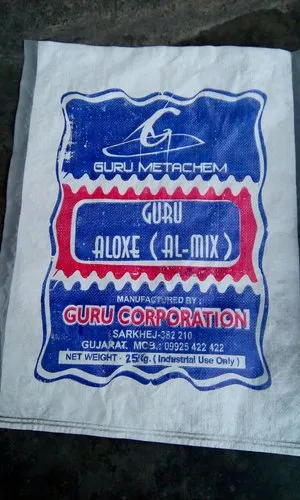 G
GURU METACHEM
GURU
ALOXE ( AL-MIX )
MANUFACTURED BY :
GURU CORPORATION
SARKHEJ-382 210
GUJARAT. MOB.: 09925 422 422
NET WEIGHT - 25Kg. ( Industrial Use Only )